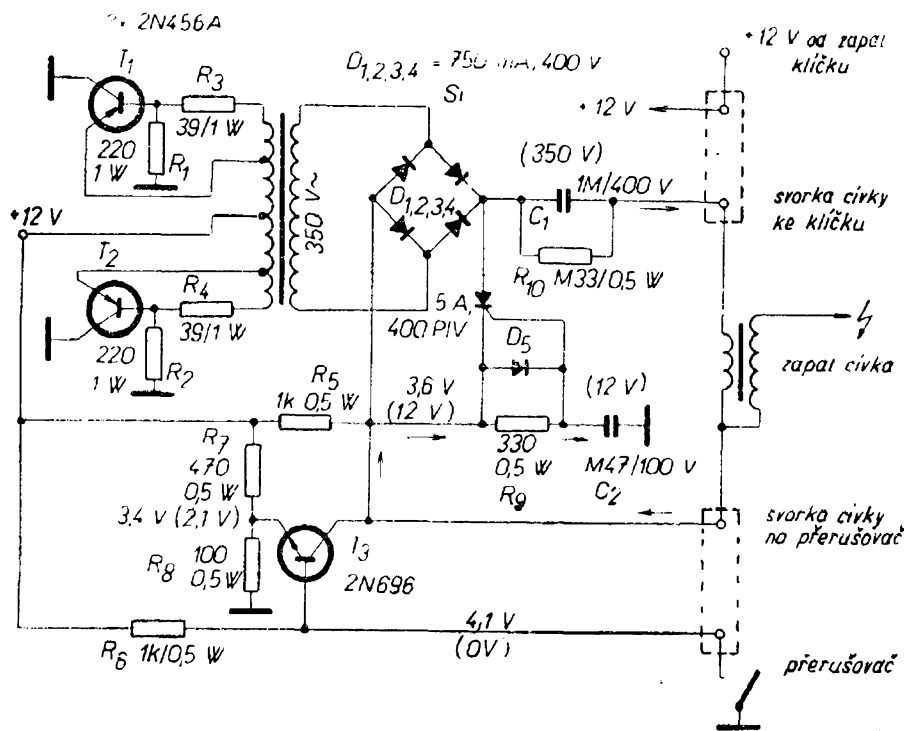 2N456A
T1
R3
39/1 W
220
1 W
R1
D1,2,3,4 = 750 mA, 400 V
Si
+12 V od zapal
klíčku
+12 V
+12 V
350 V~
D1,2,3,4
(350 V)
1M/400 V
C1
R10 M33/0,5 W
svorka cívky
ke klíčku
T2
R4
39/1 W
220
1 W
R2
5 A,
400 PIV
D5
zapal cívka
R5
1k 0,5 W
3,6 V
(12 V)
(12 V)
R7
470
0,5 W
330
0,5 W
R9
M47/100 V
C2
3,4 V (2,1 V)
R8
100
0,5 W
T3
2N696
svorka cívky
na přerušovač
R6 1k/0,5 W
4,1 V
(0V)
přerušovač